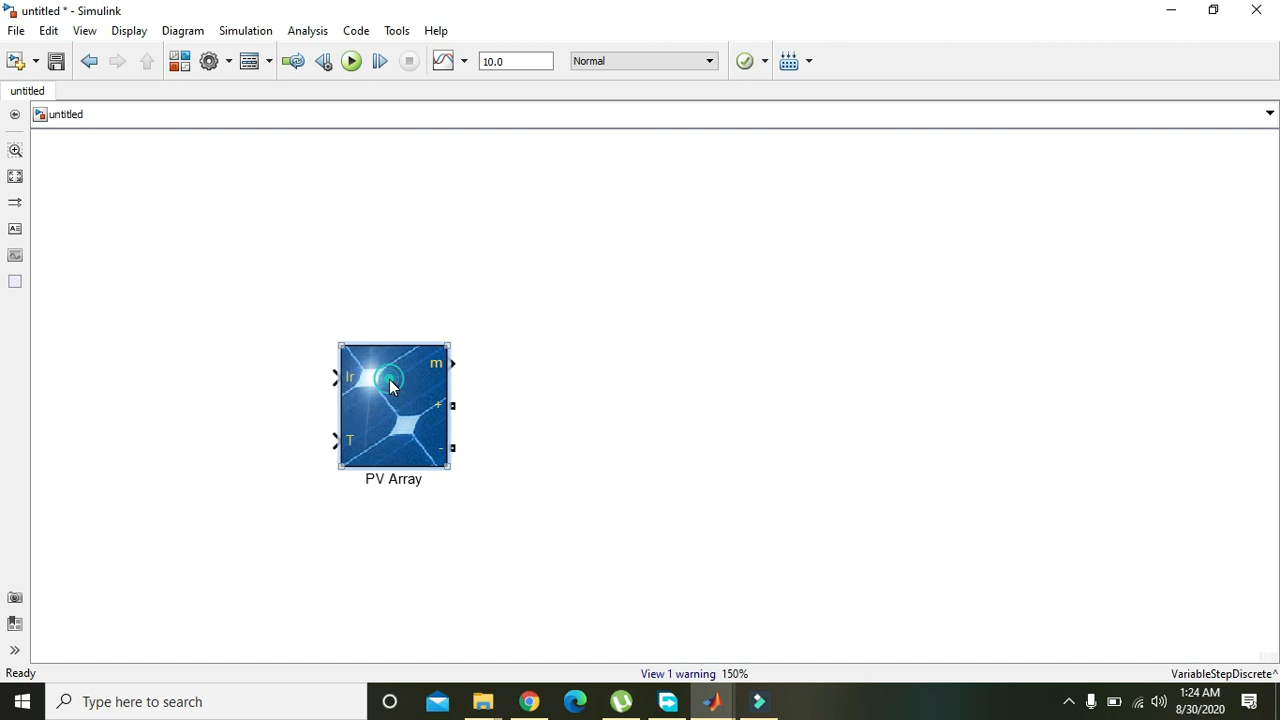 untitled * - Simulink
File Edit View Display Diagram Simulation Analysis Code Tools Help
10.0 Normal
untitled
untitled
Ir m
+
T -
PV Array
Ready View 1 warning 150% VariableStepDiscrete^
Type here to search
1:24 AM
8/30/2020